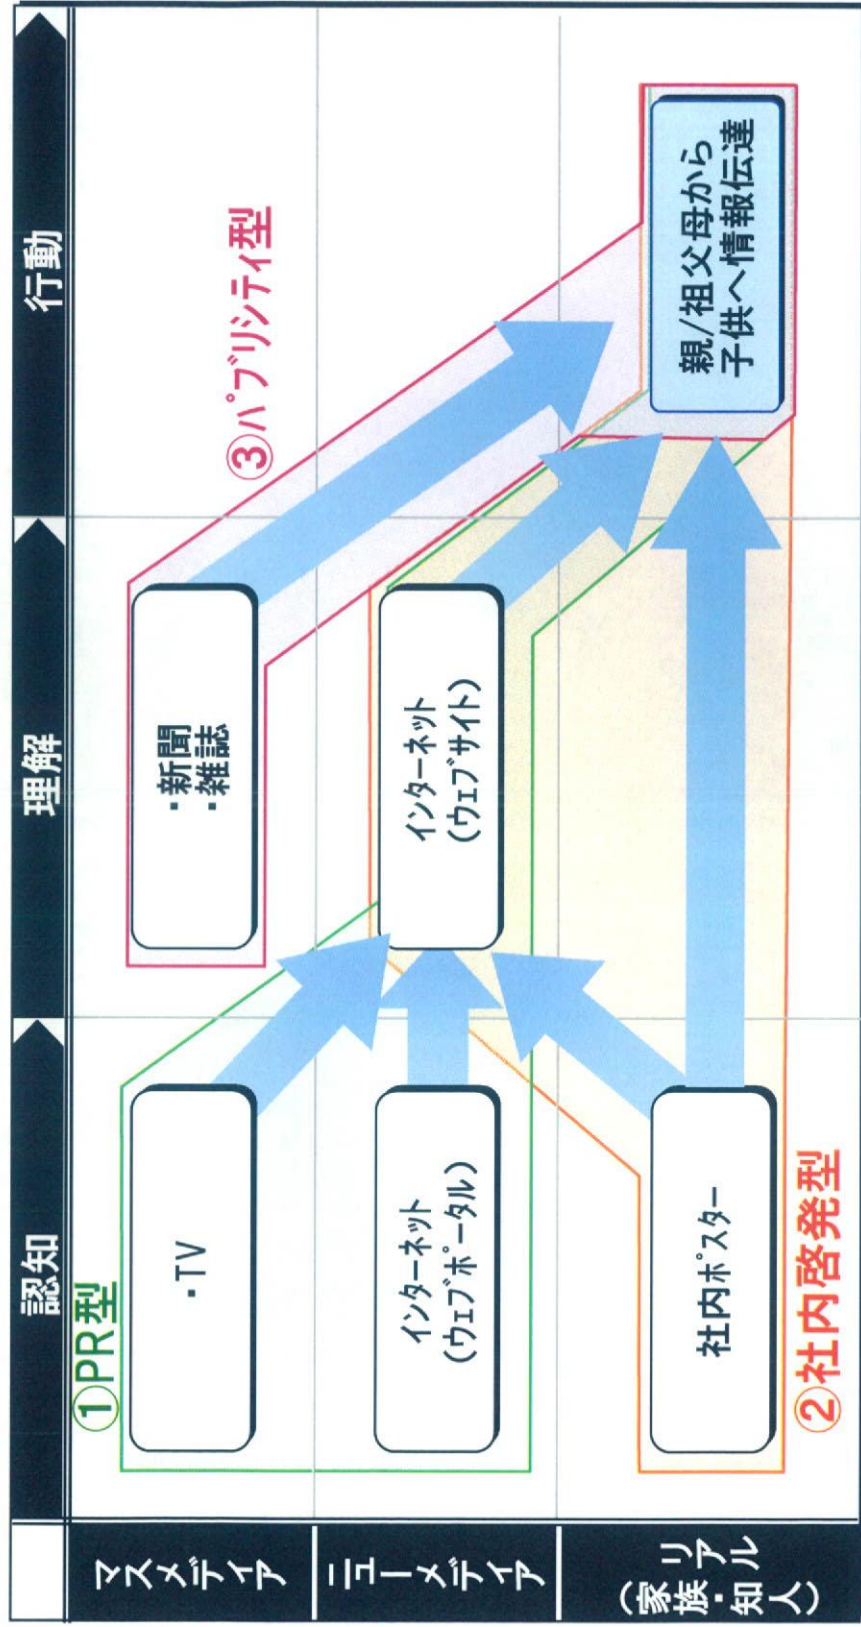 認知
理解
行動
マスメディア
ニューメディア
リアル
(家族・知人)
①PR型
・TV
インターネット
(ウェブポータル)
社内ポスター
②社内啓発型
・新聞
・雑誌
インターネット
(ウェブサイト)
③パブリシティ型
親/祖父母から
子供へ情報伝達